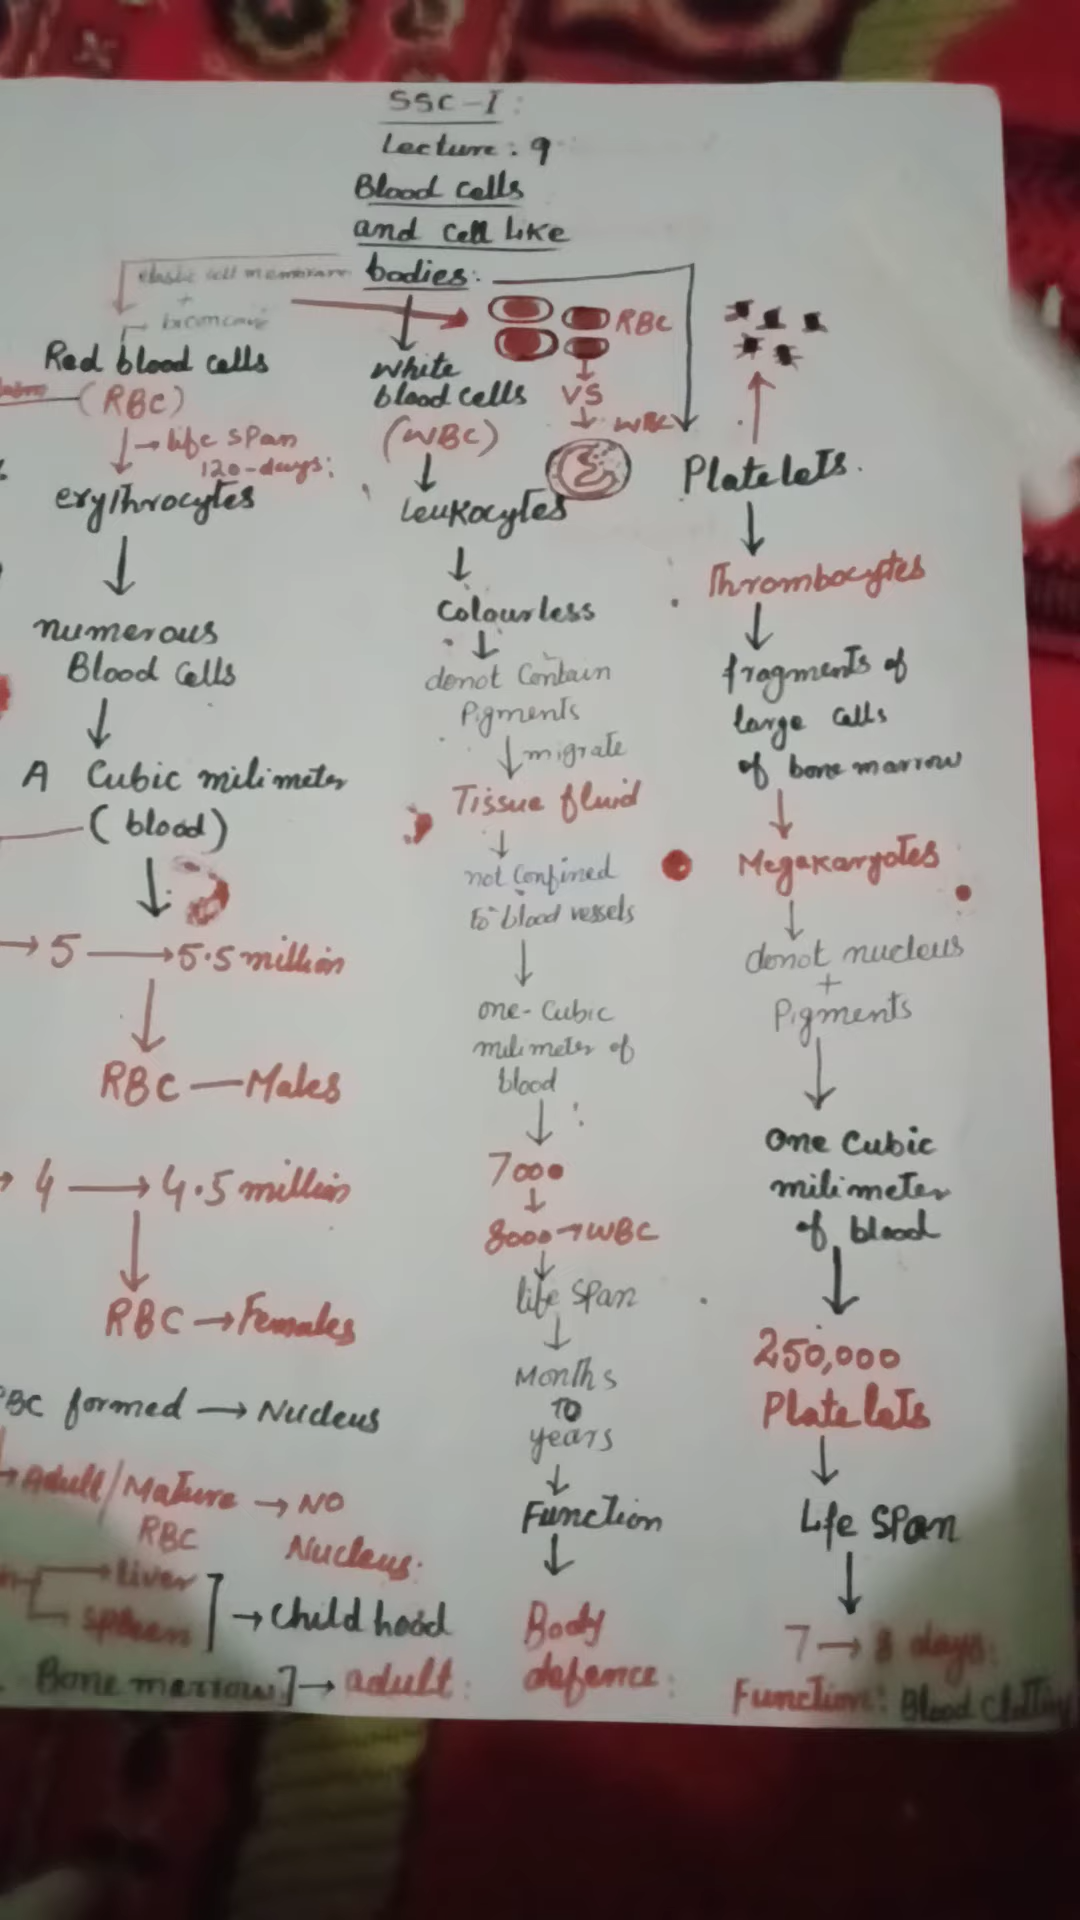 SSC-I:
Lecture: 9
Blood cells
and cell like
bodies:
elastic cell membrane
+
biconcave
Red blood cells
(RBC)
life span
120-days:
erythrocytes
numerous
Blood Cells
A Cubic milimeter
(blood)
5 → 5.5 million
RBC — Males
4 → 4.5 million
RBC → Females
RBC formed → Nucleus
Adult/Mature → NO
RBC Nucleus.
liver
spleen
→ Child hood
Bone marrow] → adult:
White
blood cells
(WBC)
RBC
VS
WBC
Leukocytes
Colourless
donot Contain
Pigments
migrate
Tissue fluid
not Confined
to blood vessels
one-Cubic
milimeter of
blood
7000
8000 → WBC
life span
Months
TO
years
Function
Body
defence:
Platelets.
Thrombocytes
fragments of
large cells
of bone marrow
Megakaryotes
donot nucleus
+
Pigments
One Cubic
milimeter
of blood
250,000
Platelets
Life Span
7 → 8 days:
Function: Blood Clotting